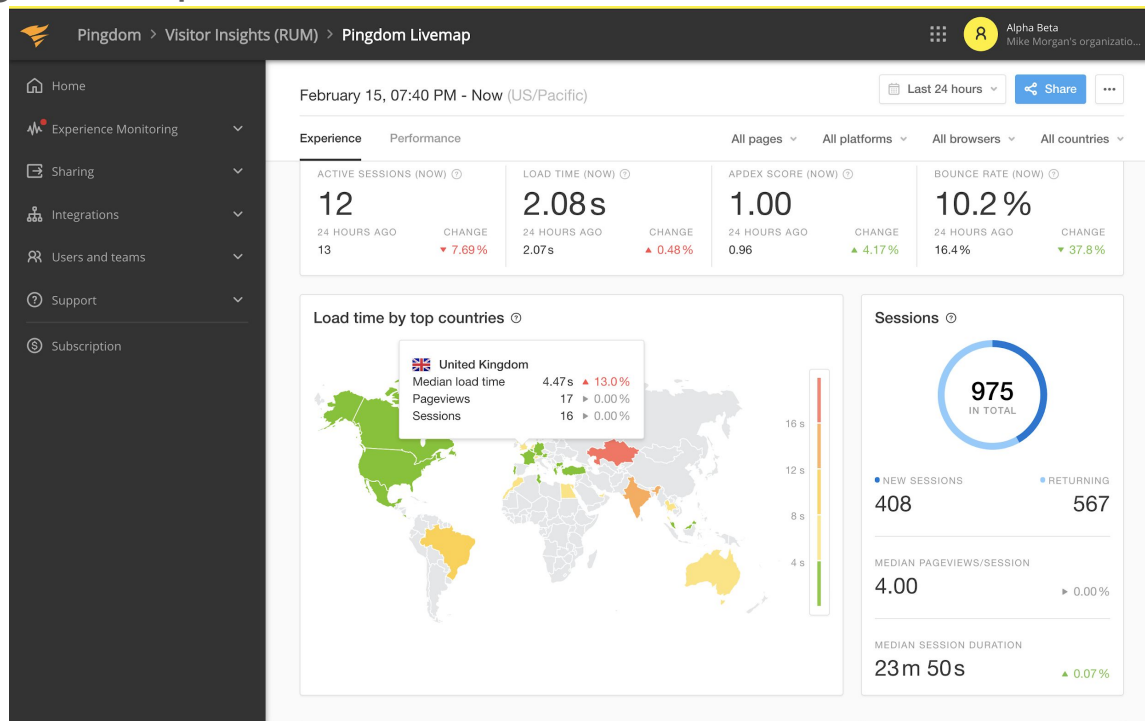 Pingdom > Visitor Insights (RUM) > Pingdom Livemap
Alpha Beta
Mike Morgan's organizatio...
Home
Experience Monitoring
Sharing
Integrations
Users and teams
Support
Subscription
February 15, 07:40 PM - Now (US/Pacific)
Last 24 hours
Share
Experience Performance
All pages All platforms All browsers All countries
ACTIVE SESSIONS (NOW) LOAD TIME (NOW) APDEX SCORE (NOW) BOUNCE RATE (NOW)
12 2.08s 1.00 10.2%
24 HOURS AGO CHANGE 24 HOURS AGO CHANGE 24 HOURS AGO CHANGE 24 HOURS AGO CHANGE
13 ▼ 7.69% 2.07s ▲ 0.48% 0.96 ▲ 4.17% 16.4% ▼ 37.8%
Load time by top countries
United Kingdom
Median load time 4.47s ▲ 13.0%
Pageviews 17 ▶ 0.00%
Sessions 16 ▶ 0.00%
16 s
12 s
8 s
4 s
Sessions
975
IN TOTAL
NEW SESSIONS RETURNING
408 567
MEDIAN PAGEVIEWS/SESSION
4.00 ▶ 0.00%
MEDIAN SESSION DURATION
23m 50s ▲ 0.07%